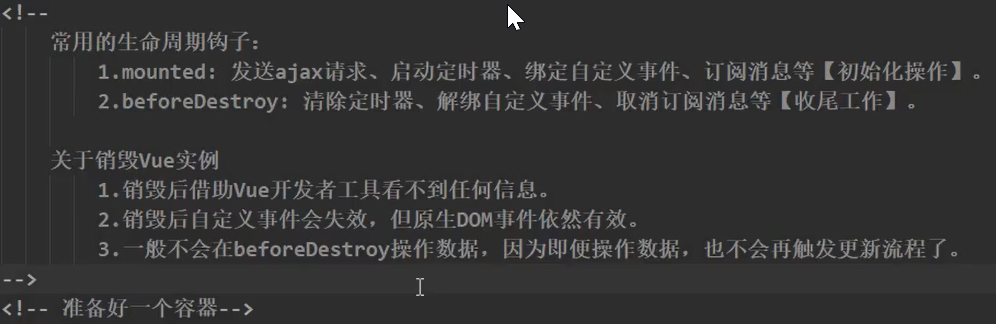 <!--
常用的生命周期钩子：
1.mounted: 发送ajax请求、启动定时器、绑定自定义事件、订阅消息等【初始化操作】。
2.beforeDestroy: 清除定时器、解绑自定义事件、取消订阅消息等【收尾工作】。
关于销毁Vue实例
1.销毁后借助Vue开发者工具看不到任何信息。
2.销毁后自定义事件会失效，但原生DOM事件依然有效。
3.一般不会在beforeDestroy操作数据，因为即便操作数据，也不会再触发更新流程了。
-->
<!-- 准备好一个容器-->